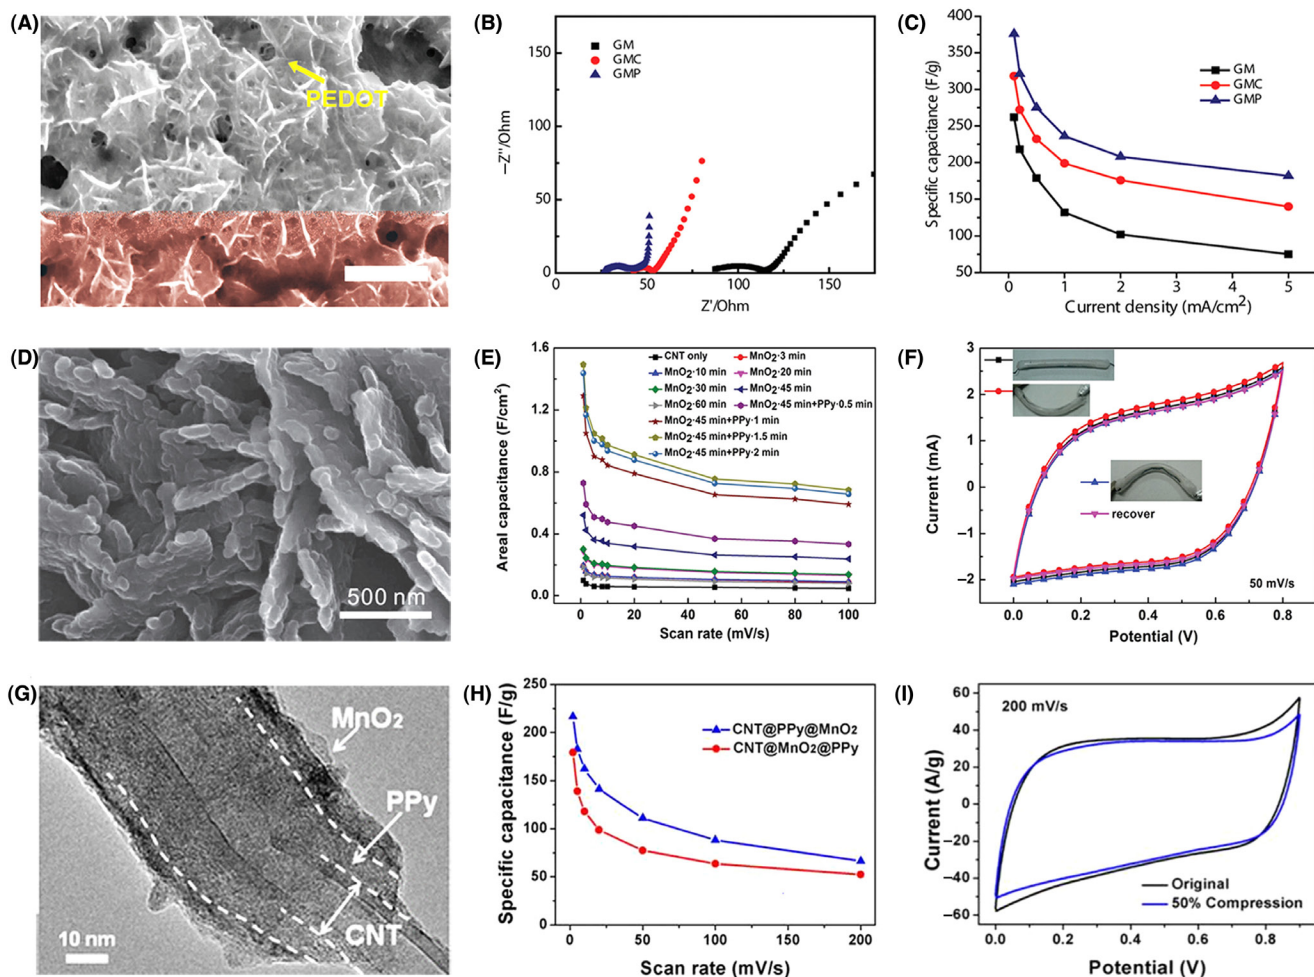 (A)
PEDOT
(B)
GM
GMC
GMP
−Z''/Ohm
175
150
100
50
0
0
50
100
150
Z'/Ohm
(C)
GM
GMC
GMP
Specific capacitance (F/g)
400
350
300
250
200
150
100
50
0
1
2
3
4
5
Current density (mA/cm2)
(D)
500 nm
(E)
CNT only
MnO2·3 min
MnO2·10 min
MnO2·20 min
MnO2·30 min
MnO2·45 min
MnO2·60 min
MnO2·45 min+PPy·0.5 min
MnO2·45 min+PPy·1 min
MnO2·45 min+PPy·1.5 min
MnO2·45 min+PPy·2 min
Areal capacitance (F/cm2)
1.6
1.2
0.8
0.4
0.0
0
20
40
60
80
100
Scan rate (mV/s)
(F)
recover
50 mV/s
Current (mA)
3
2
1
0
−1
−2
0.0
0.2
0.4
0.6
0.8
Potential (V)
(G)
MnO2
PPy
CNT
10 nm
(H)
CNT@PPy@MnO2
CNT@MnO2@PPy
Specific capacitance (F/g)
250
225
200
150
100
50
0
0
50
100
150
200
Scan rate (mV/s)
(I)
200 mV/s
Original
50% Compression
Current (A/g)
60
40
20
0
−20
−40
−60
0.0
0.2
0.4
0.6
0.8
Potential (V)